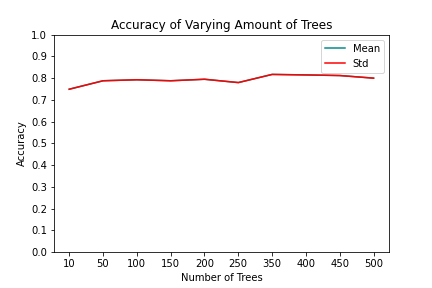 Accuracy of Varying Amount of Trees
1.0
0.9
0.8
0.7
0.6
0.5
0.4
0.3
0.2
0.1
0.0
Accuracy
Mean
Std
10 50 100 150 200 250 350 400 450 500
Number of Trees